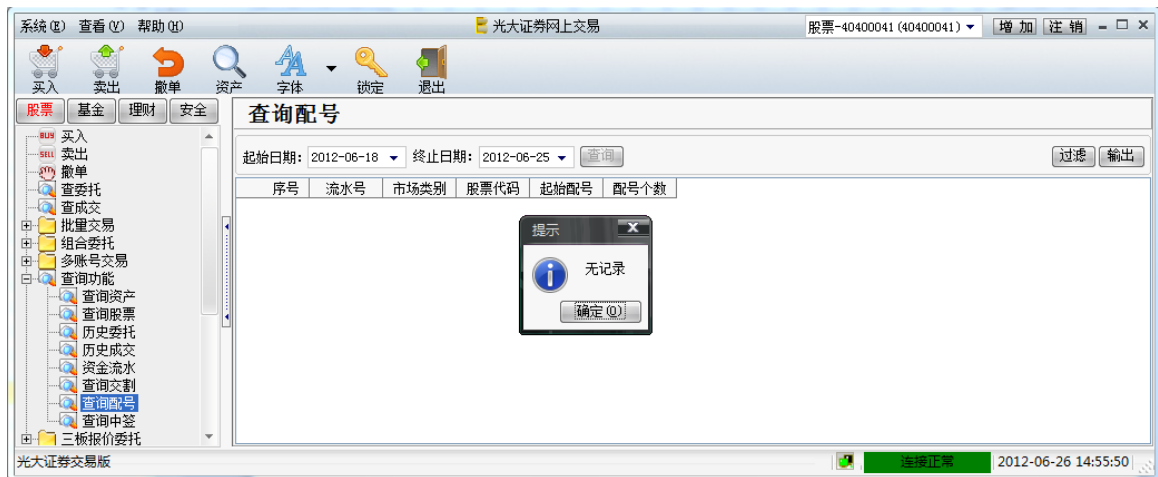 系统(E) 查看(V) 帮助(H) 光大证券网上交易 股票-40400041(40400041) 增加 注销
买入 卖出 撤单 资产 字体 锁定 退出
股票 基金 理财 安全
查询配号
起始日期: 2012-06-18 终止日期: 2012-06-25 查询 过滤 输出
序号 流水号 市场类别 股票代码 起始配号 配号个数
BUY 买入
SELL 卖出
撤单
查委托
查成交
批量交易
组合委托
多账号交易
查询功能
查询资产
查询股票
历史委托
历史成交
资金流水
查询交割
查询配号
查询中签
三板报价委托
提示
无记录
确定(O)
光大证券交易版 连接正常 2012-06-26 14:55:50